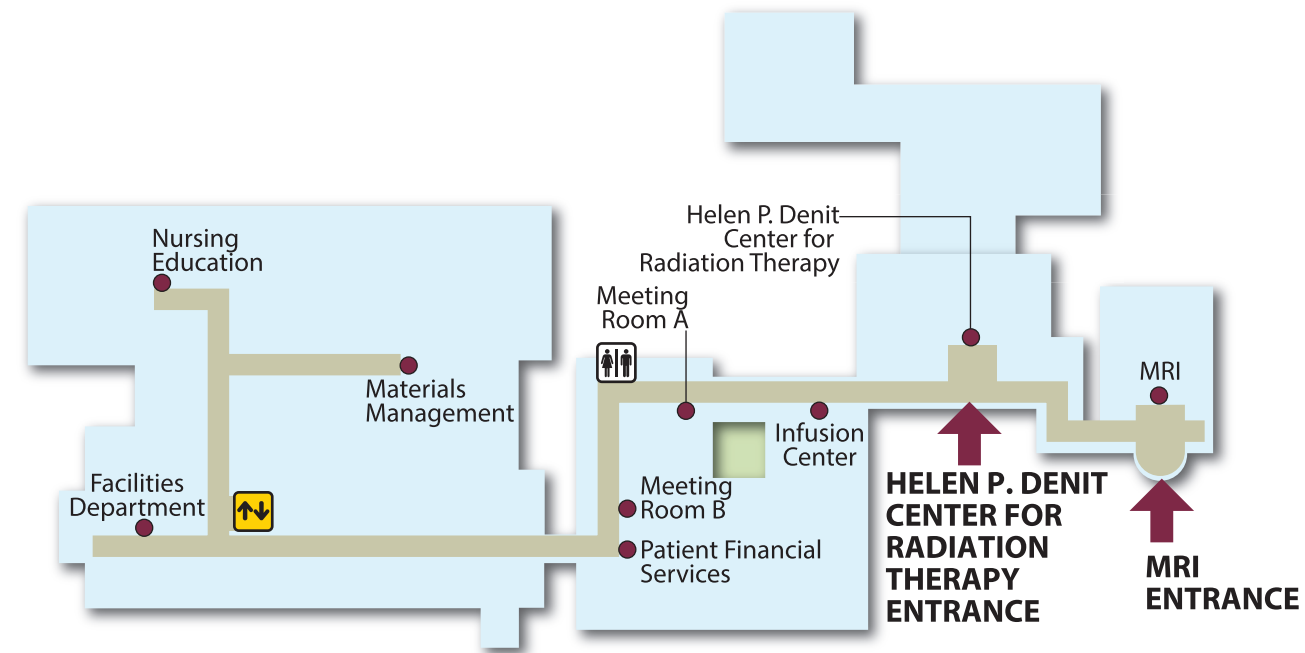 Helen P. Denit
Center for
Radiation Therapy
Nursing
Education
Meeting
Room A
MRI
Materials
Management
Infusion
Center
Facilities
Department
Meeting
Room B
Patient Financial
Services
HELEN P. DENIT
CENTER FOR
RADIATION
THERAPY
ENTRANCE
MRI
ENTRANCE